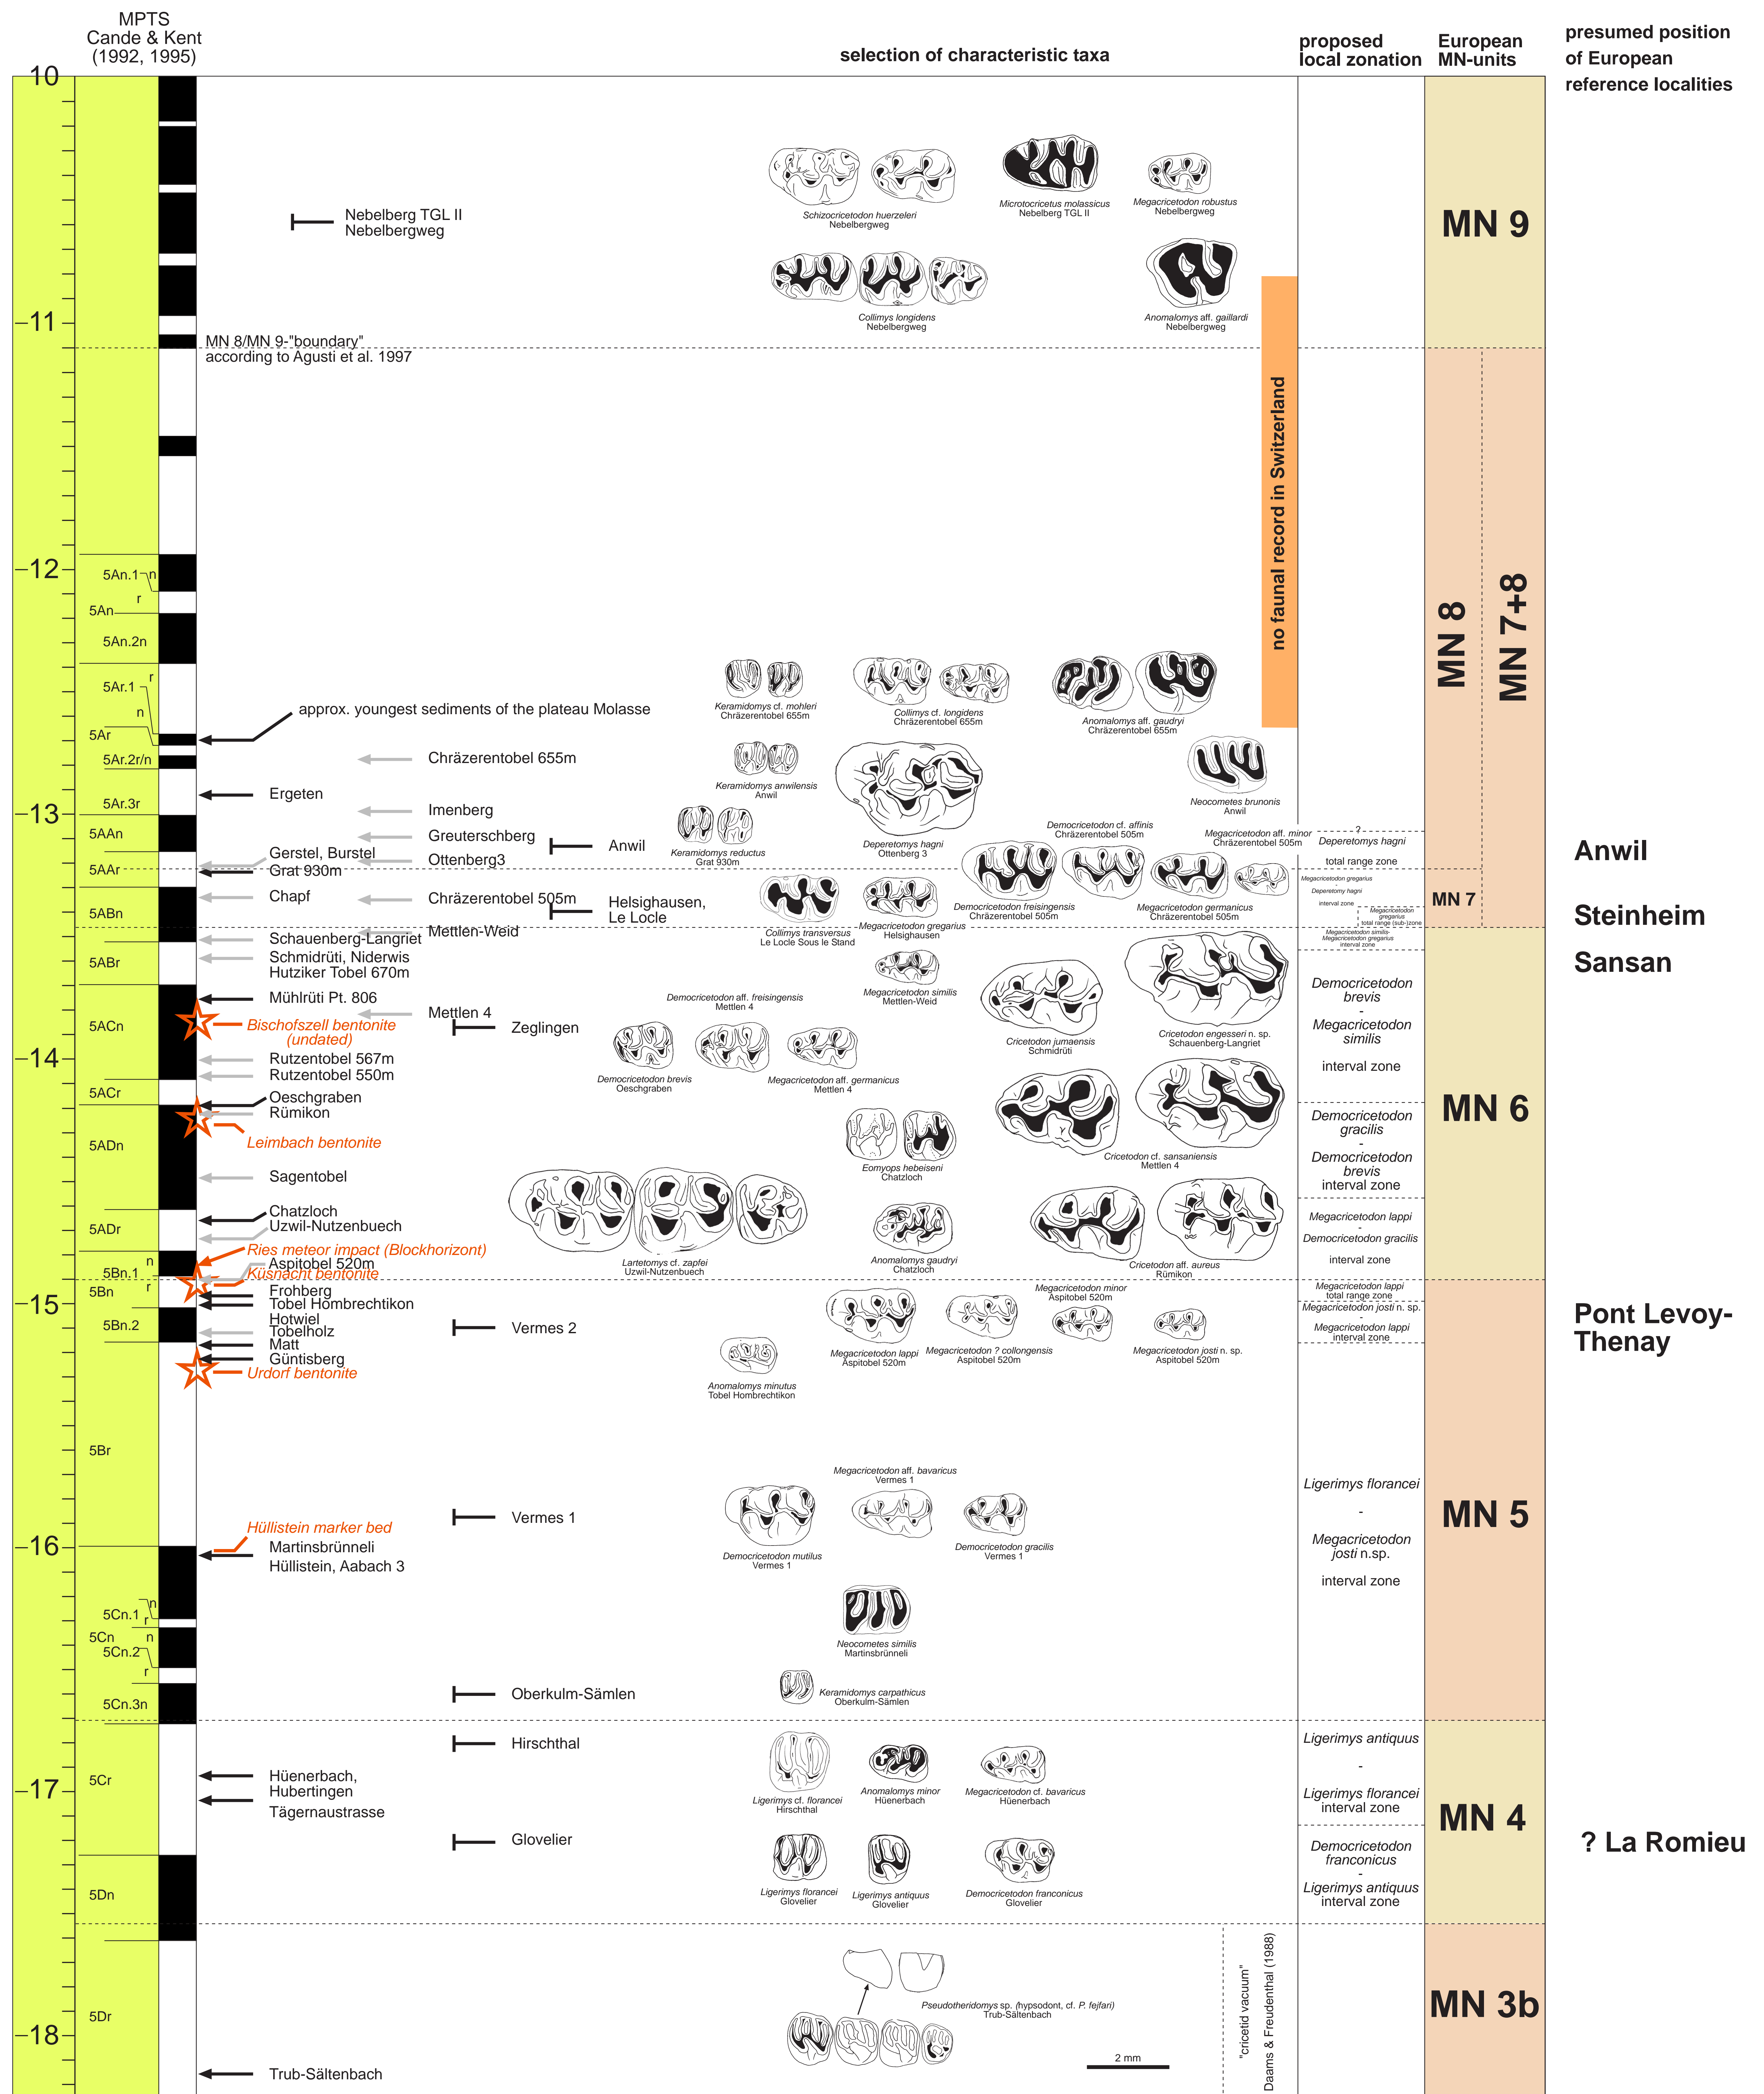 MPTS
Cande & Kent
(1992, 1995)
selection of characteristic taxa
proposed
local zonation
European
MN-units
presumed position
of European
reference localities
10
–11
–12
–13
–14
–15
–16
–17
–18
5An.1
n
r
5An
5An.2n
r
5Ar.1
n
5Ar
5Ar.2r/n
5Ar.3r
5AAn
5AAr
5ABn
5ABr
5ACn
5ACr
5ADn
5ADr
n
5Bn.1
r
5Bn
5Bn.2
5Br
n
5Cn.1
r
5Cn
n
5Cn.2
r
5Cn.3n
5Cr
5Dn
5Dr
Nebelberg TGL II
Nebelbergweg
MN 8/MN 9-"boundary"
according to Agusti et al. 1997
approx. youngest sediments of the plateau Molasse
Chräzerentobel 655m
Ergeten
Imenberg
Greuterschberg
Anwil
Gerstel, Burstel
Ottenberg3
Grat 930m
Chapf
Chräzerentobel 505m
Helsighausen,
Le Locle
Mettlen-Weid
Schauenberg-Langriet
Schmidrüti, Niderwis
Hutziker Tobel 670m
Mühlrüti Pt. 806
Mettlen 4
Bischofszell bentonite
(undated)
Zeglingen
Rutzentobel 567m
Rutzentobel 550m
Oeschgraben
Rümikon
Leimbach bentonite
Sagentobel
Chatzloch
Uzwil-Nutzenbuech
Ries meteor impact (Blockhorizont)
Aspitobel 520m
Küsnacht bentonite
Frohberg
Tobel Hombrechtikon
Hotwiel
Tobelholz
Vermes 2
Matt
Güntisberg
Urdorf bentonite
Vermes 1
Hüllistein marker bed
Martinsbrünneli
Hüllistein, Aabach 3
Oberkulm-Sämlen
Hirschthal
Hüenerbach,
Hubertingen
Tägernaustrasse
Glovelier
Trub-Sältenbach
Schizocricetodon huerzeleri
Nebelbergweg
Microtocricetus molassicus
Nebelberg TGL II
Megacricetodon robustus
Nebelbergweg
Collimys longidens
Nebelbergweg
Anomalomys aff. gaillardi
Nebelbergweg
no faunal record in Switzerland
Keramidomys cf. mohleri
Chräzerentobel 655m
Collimys cf. longidens
Chräzerentobel 655m
Anomalomys aff. gaudryi
Chräzerentobel 655m
Keramidomys anwilensis
Anwil
Neocometes brunonis
Anwil
Keramidomys reductus
Grat 930m
Deperetomys hagni
Ottenberg 3
Democricetodon cf. affinis
Chräzerentobel 505m
Megacricetodon aff. minor
Chräzerentobel 505m
Collimys transversus
Le Locle Sous le Stand
Megacricetodon gregarius
Helsighausen
Democricetodon freisingensis
Chräzerentobel 505m
Megacricetodon germanicus
Chräzerentobel 505m
Megacricetodon similis
Mettlen-Weid
Democricetodon aff. freisingensis
Mettlen 4
Cricetodon jumaensis
Schmidrüti
Cricetodon engesseri n. sp.
Schauenberg-Langriet
Democricetodon brevis
Oeschgraben
Megacricetodon aff. germanicus
Mettlen 4
Eomyops hebeiseni
Chatzloch
Cricetodon cf. sansaniensis
Mettlen 4
Lartetomys cf. zapfei
Uzwil-Nutzenbuech
Anomalomys gaudryi
Chatzloch
Cricetodon aff. aureus
Rümikon
Megacricetodon minor
Aspitobel 520m
Megacricetodon lappi
Aspitobel 520m
Megacricetodon ? collongensis
Aspitobel 520m
Megacricetodon josti n. sp.
Aspitobel 520m
Anomalomys minutus
Tobel Hombrechtikon
Megacricetodon aff. bavaricus
Vermes 1
Democricetodon mutilus
Vermes 1
Democricetodon gracilis
Vermes 1
Neocometes similis
Martinsbrünneli
Keramidomys carpathicus
Oberkulm-Sämlen
Ligerimys cf. florancei
Hirschthal
Anomalomys minor
Hüenerbach
Megacricetodon cf. bavaricus
Hüenerbach
Ligerimys florancei
Glovelier
Ligerimys antiquus
Glovelier
Democricetodon franconicus
Glovelier
Pseudotheridomys sp. (hypsodont, cf. P. fejfari)
Trub-Sältenbach
2 mm
"cricetid vacuum"
Daams & Freudenthal (1988)
?
Deperetomys hagni
total range zone
Megacricetodon gregarius
-
Deperetomy hagni
interval zone
Megacricetodon
gregarius
total range (sub-)zone
Megacricetodon similis-
Megacricetodon gregarius
interval zone
Democricetodon
brevis
-
Megacricetodon
similis
interval zone
Democricetodon
gracilis
-
Democricetodon
brevis
interval zone
Megacricetodon lappi
-
Democricetodon gracilis
interval zone
Megacricetodon lappi
total range zone
Megacricetodon josti n. sp.
-
Megacricetodon lappi
interval zone
Ligerimys florancei
-
Megacricetodon
josti n.sp.
interval zone
Ligerimys antiquus
-
Ligerimys florancei
interval zone
Democricetodon
franconicus
-
Ligerimys antiquus
interval zone
MN 9
MN 8
MN 7+8
MN 7
MN 6
MN 5
MN 4
MN 3b
Anwil
Steinheim
Sansan
Pont Levoy-
Thenay
? La Romieu